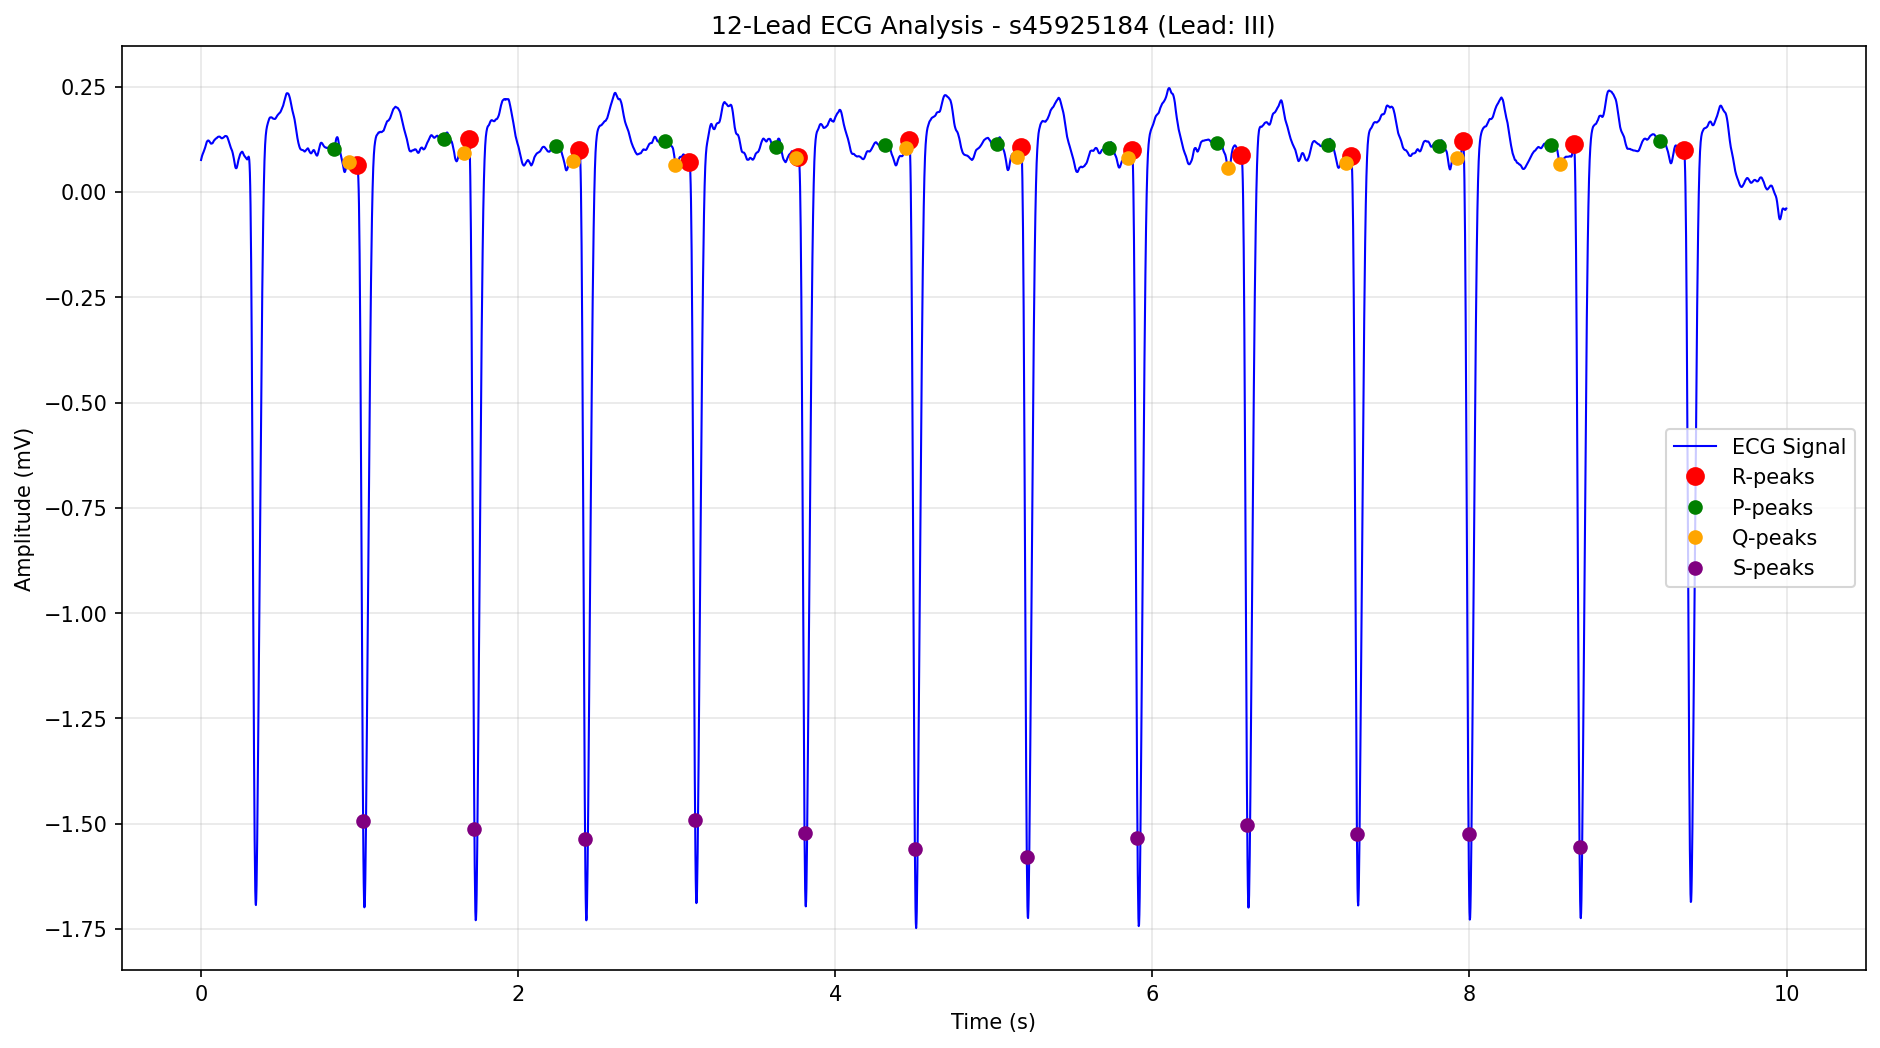 12-Lead ECG Analysis - s45925184 (Lead: III)
Amplitude (mV)
0.25
0.00
−0.25
−0.50
−0.75
−1.00
−1.25
−1.50
−1.75
ECG Signal
R-peaks
P-peaks
Q-peaks
S-peaks
0 2 4 6 8 10
Time (s)